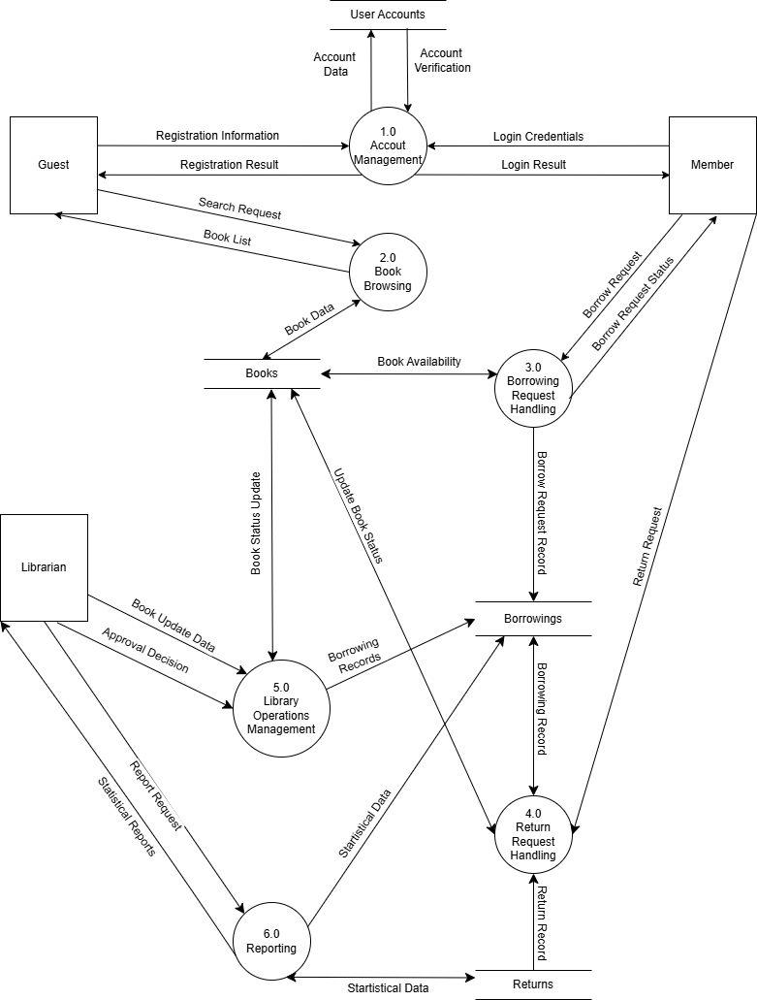 User Accounts
Account
Data
Account
Verification
1.0
Accout
Management
Registration Information
Login Credentials
Guest
Member
Registration Result
Login Result
Search Request
Book List
2.0
Book
Browsing
Borrow Request
Borrow Request Status
Book Data
Books
Book Availability
3.0
Borrowing
Request
Handling
Book Status Update
Update Book Status
Borrow Request Record
Return Request
Librarian
Borrowings
Book Update Data
Approval Decision
Borrowing
Records
5.0
Library
Operations
Management
Borrowing Record
Report Request
Statistical Reports
Startistical Data
4.0
Return
Request
Handling
6.0
Reporting
Return Record
Startistical Data
Returns